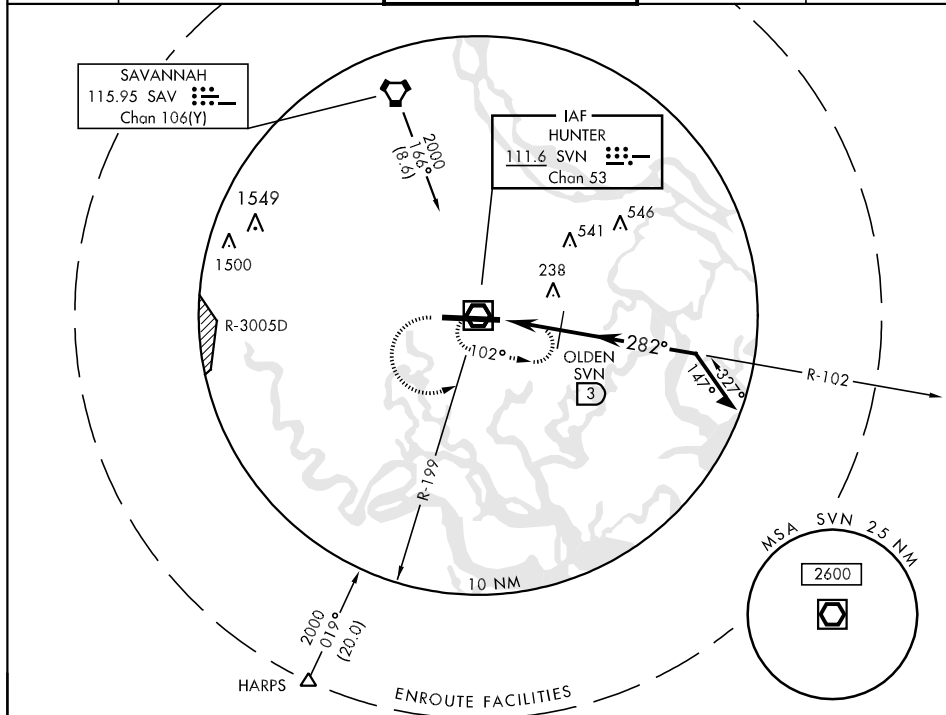 SAVANNAH
115.95 SAV
Chan 106(Y)
IAF
HUNTER
111.6 SVN
Chan 53
2000
166°
(8.6)
1549
1500
546
541
238
R-3005D
102°
OLDEN
SVN
3
282°
147°
327°
R-102
R-199
10 NM
MSA SVN 25 NM
2600
2000
019°
(20.0)
HARPS
ENROUTE FACILITIES